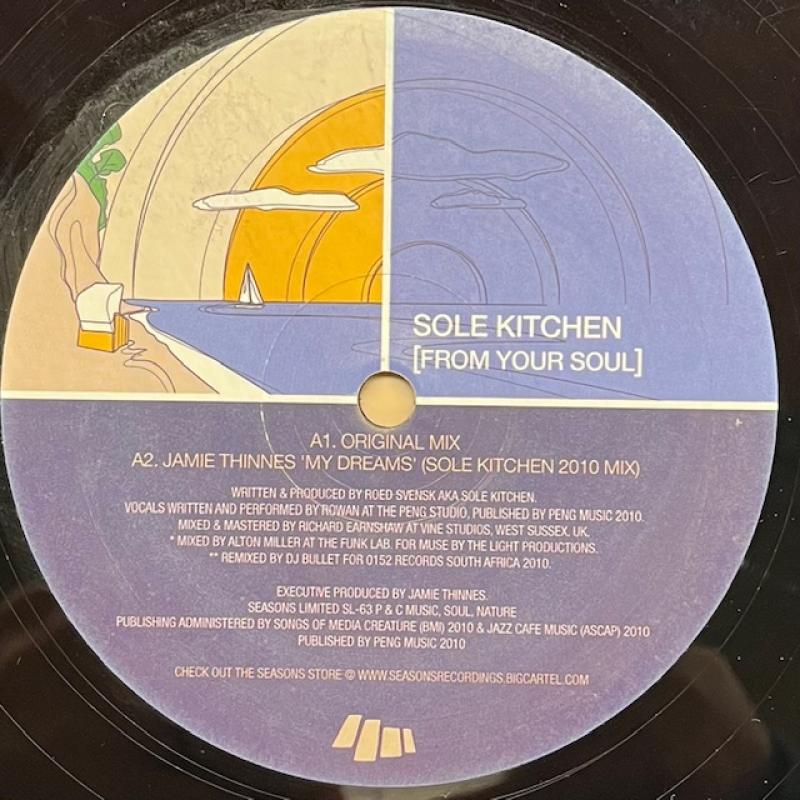 SOLE KITCHEN
[FROM YOUR SOUL]
A1. ORIGINAL MIX
A2. JAMIE THINNES 'MY DREAMS' (SOLE KITCHEN 2010 MIX)
WRITTEN & PRODUCED BY ROED SVENSK AKA SOLE KITCHEN.
VOCALS WRITTEN AND PERFORMED BY ROWAN AT THE PENG STUDIO, PUBLISHED BY PENG MUSIC 2010.
MIXED & MASTERED BY RICHARD EARNSHAW AT VINE STUDIOS, WEST SUSSEX. UK.
* MIXED BY ALTON MILLER AT THE FUNK LAB. FOR MUSE BY THE LIGHT PRODUCTIONS.
** REMIXED BY DJ BULLET FOR 0152 RECORDS SOUTH AFRICA 2010.
EXECUTIVE PRODUCED BY JAMIE THINNES.
SEASONS LIMITED SL-63 P & C MUSIC, SOUL, NATURE
PUBLISHING ADMINISTERED BY SONGS OF MEDIA CREATURE (BMI) 2010 & JAZZ CAFE MUSIC (ASCAP) 2010
PUBLISHED BY PENG MUSIC 2010
CHECK OUT THE SEASONS STORE @ WWW.SEASONSRECORDINGS.BIGCARTEL.COM